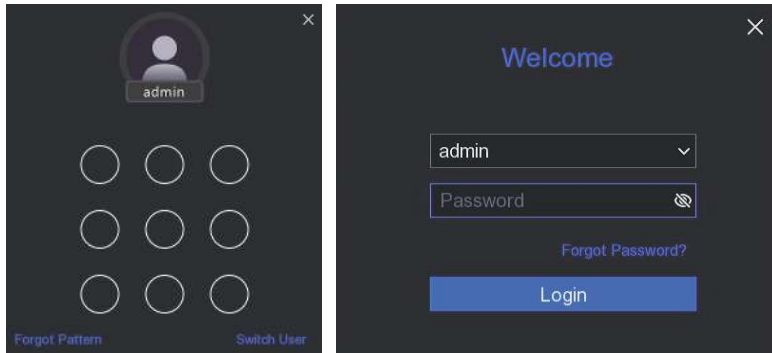 admin
Forgot Pattern
Switch User
Welcome
admin
Password
Forgot Password?
Login